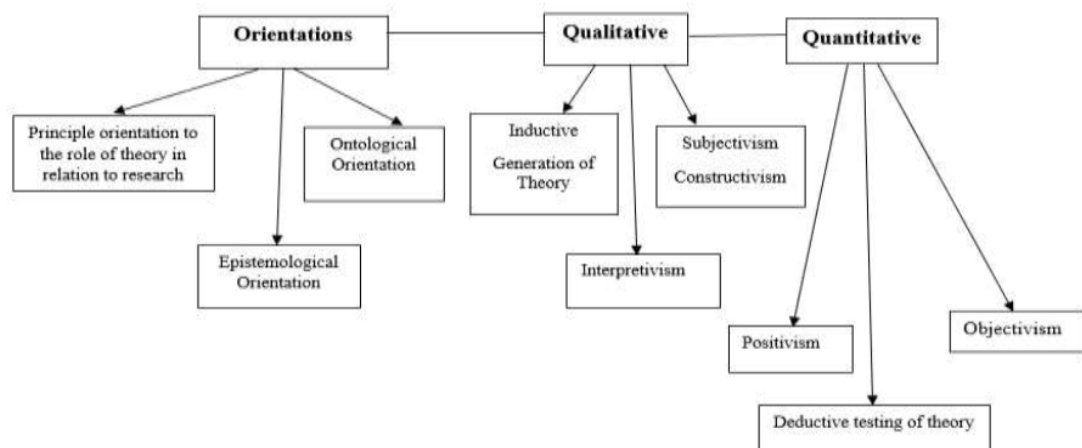 Orientations
Qualitative
Quantitative
Principle orientation to
the role of theory in
relation to research
Ontological
Orientation
Epistemological
Orientation
Inductive
Generation of
Theory
Subjectivism
Constructivism
Interpretivism
Positivism
Deductive testing of theory
Objectivism